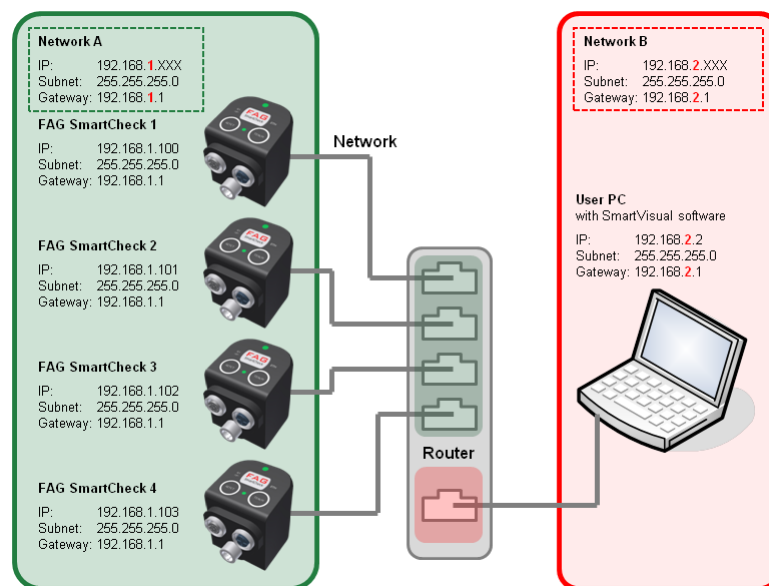 Network A
IP: 192.168.1.XXX
Subnet: 255.255.255.0
Gateway: 192.168.1.1
FAG SmartCheck 1
IP: 192.168.1.100
Subnet: 255.255.255.0
Gateway: 192.168.1.1
FAG
FAG SmartCheck 2
IP: 192.168.1.101
Subnet: 255.255.255.0
Gateway: 192.168.1.1
FAG
FAG SmartCheck 3
IP: 192.168.1.102
Subnet: 255.255.255.0
Gateway: 192.168.1.1
FAG
FAG SmartCheck 4
IP: 192.168.1.103
Subnet: 255.255.255.0
Gateway: 192.168.1.1
FAG
Network
Router
Network B
IP: 192.168.2.XXX
Subnet: 255.255.255.0
Gateway: 192.168.2.1
User PC
with SmartVisual software
IP: 192.168.2.2
Subnet: 255.255.255.0
Gateway: 192.168.2.1